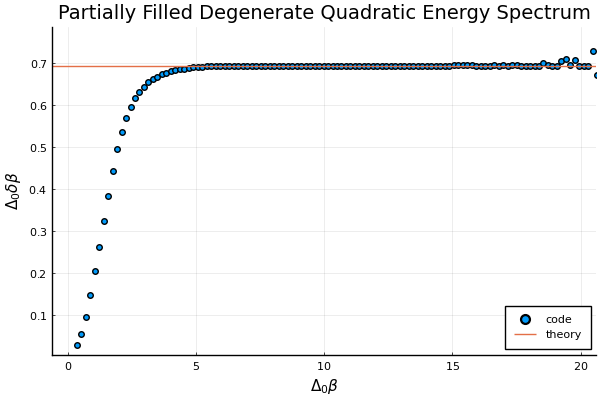 Partially Filled Degenerate Quadratic Energy Spectrum
Δ₀δβ
0.7
0.6
0.5
0.4
0.3
0.2
0.1
code
theory
0 5 10 15 20
Δ₀β